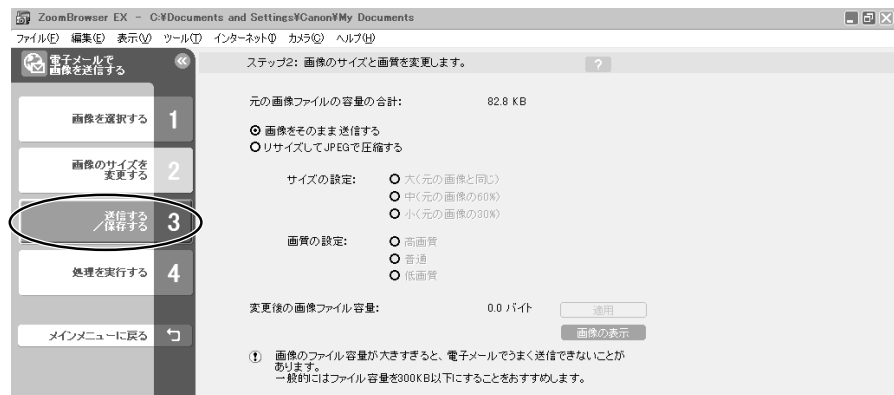 ZoomBrowser EX - C:¥Documents and Settings¥Canon¥My Documents
ファイル(F) 編集(E) 表示(V) ツール(T) インターネット(I) カメラ(C) ヘルプ(H)
電子メールで
画像を送信する
ステップ2: 画像のサイズと画質を変更します。
?
画像を選択する 1
画像のサイズを
変更する 2
送信する
/保存する 3
処理を実行する 4
メインメニューに戻る
元の画像ファイルの容量の合計: 82.8 KB
画像をそのまま送信する
リサイズしてJPEGで圧縮する
サイズの設定: 大(元の画像と同じ)
中(元の画像の60%)
小(元の画像の30%)
画質の設定: 高画質
普通
低画質
変更後の画像ファイル容量: 0.0 バイト 適用
画像の表示
画像のファイル容量が大きすぎると、電子メールでうまく送信できないことが
あります。
一般的にはファイル容量を300KB以下にすることをおすすめします。